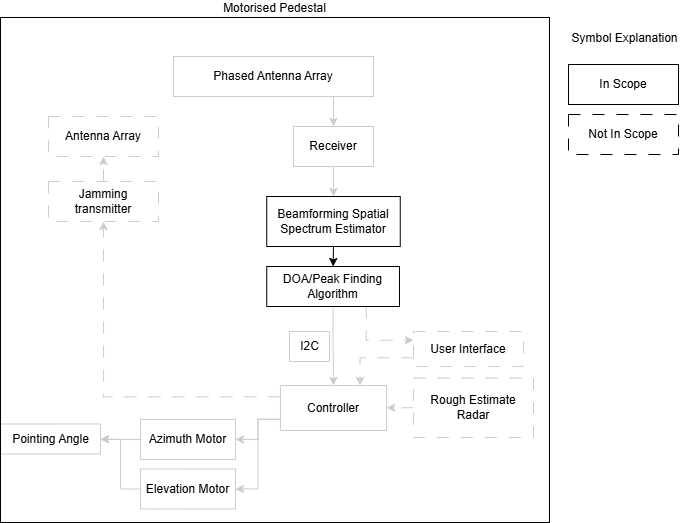 Motorised Pedestal
Symbol Explanation
In Scope
Not In Scope
Phased Antenna Array
Antenna Array
Receiver
Jamming
transmitter
Beamforming Spatial
Spectrum Estimator
DOA/Peak Finding
Algorithm
I2C
User Interface
Controller
Rough Estimate
Radar
Pointing Angle
Azimuth Motor
Elevation Motor